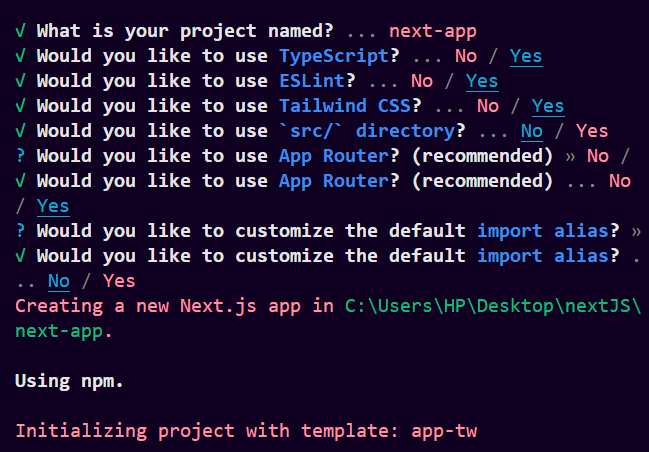 √ What is your project named? ... next-app
√ Would you like to use TypeScript? ... No / Yes
√ Would you like to use ESLint? ... No / Yes
√ Would you like to use Tailwind CSS? ... No / Yes
√ Would you like to use `src/` directory? ... No / Yes
? Would you like to use App Router? (recommended) » No /
√ Would you like to use App Router? (recommended) ... No
/ Yes
? Would you like to customize the default import alias? »
√ Would you like to customize the default import alias? .
.. No / Yes
Creating a new Next.js app in C:\Users\HP\Desktop\nextJS\
next-app.
Using npm.
Initializing project with template: app-tw